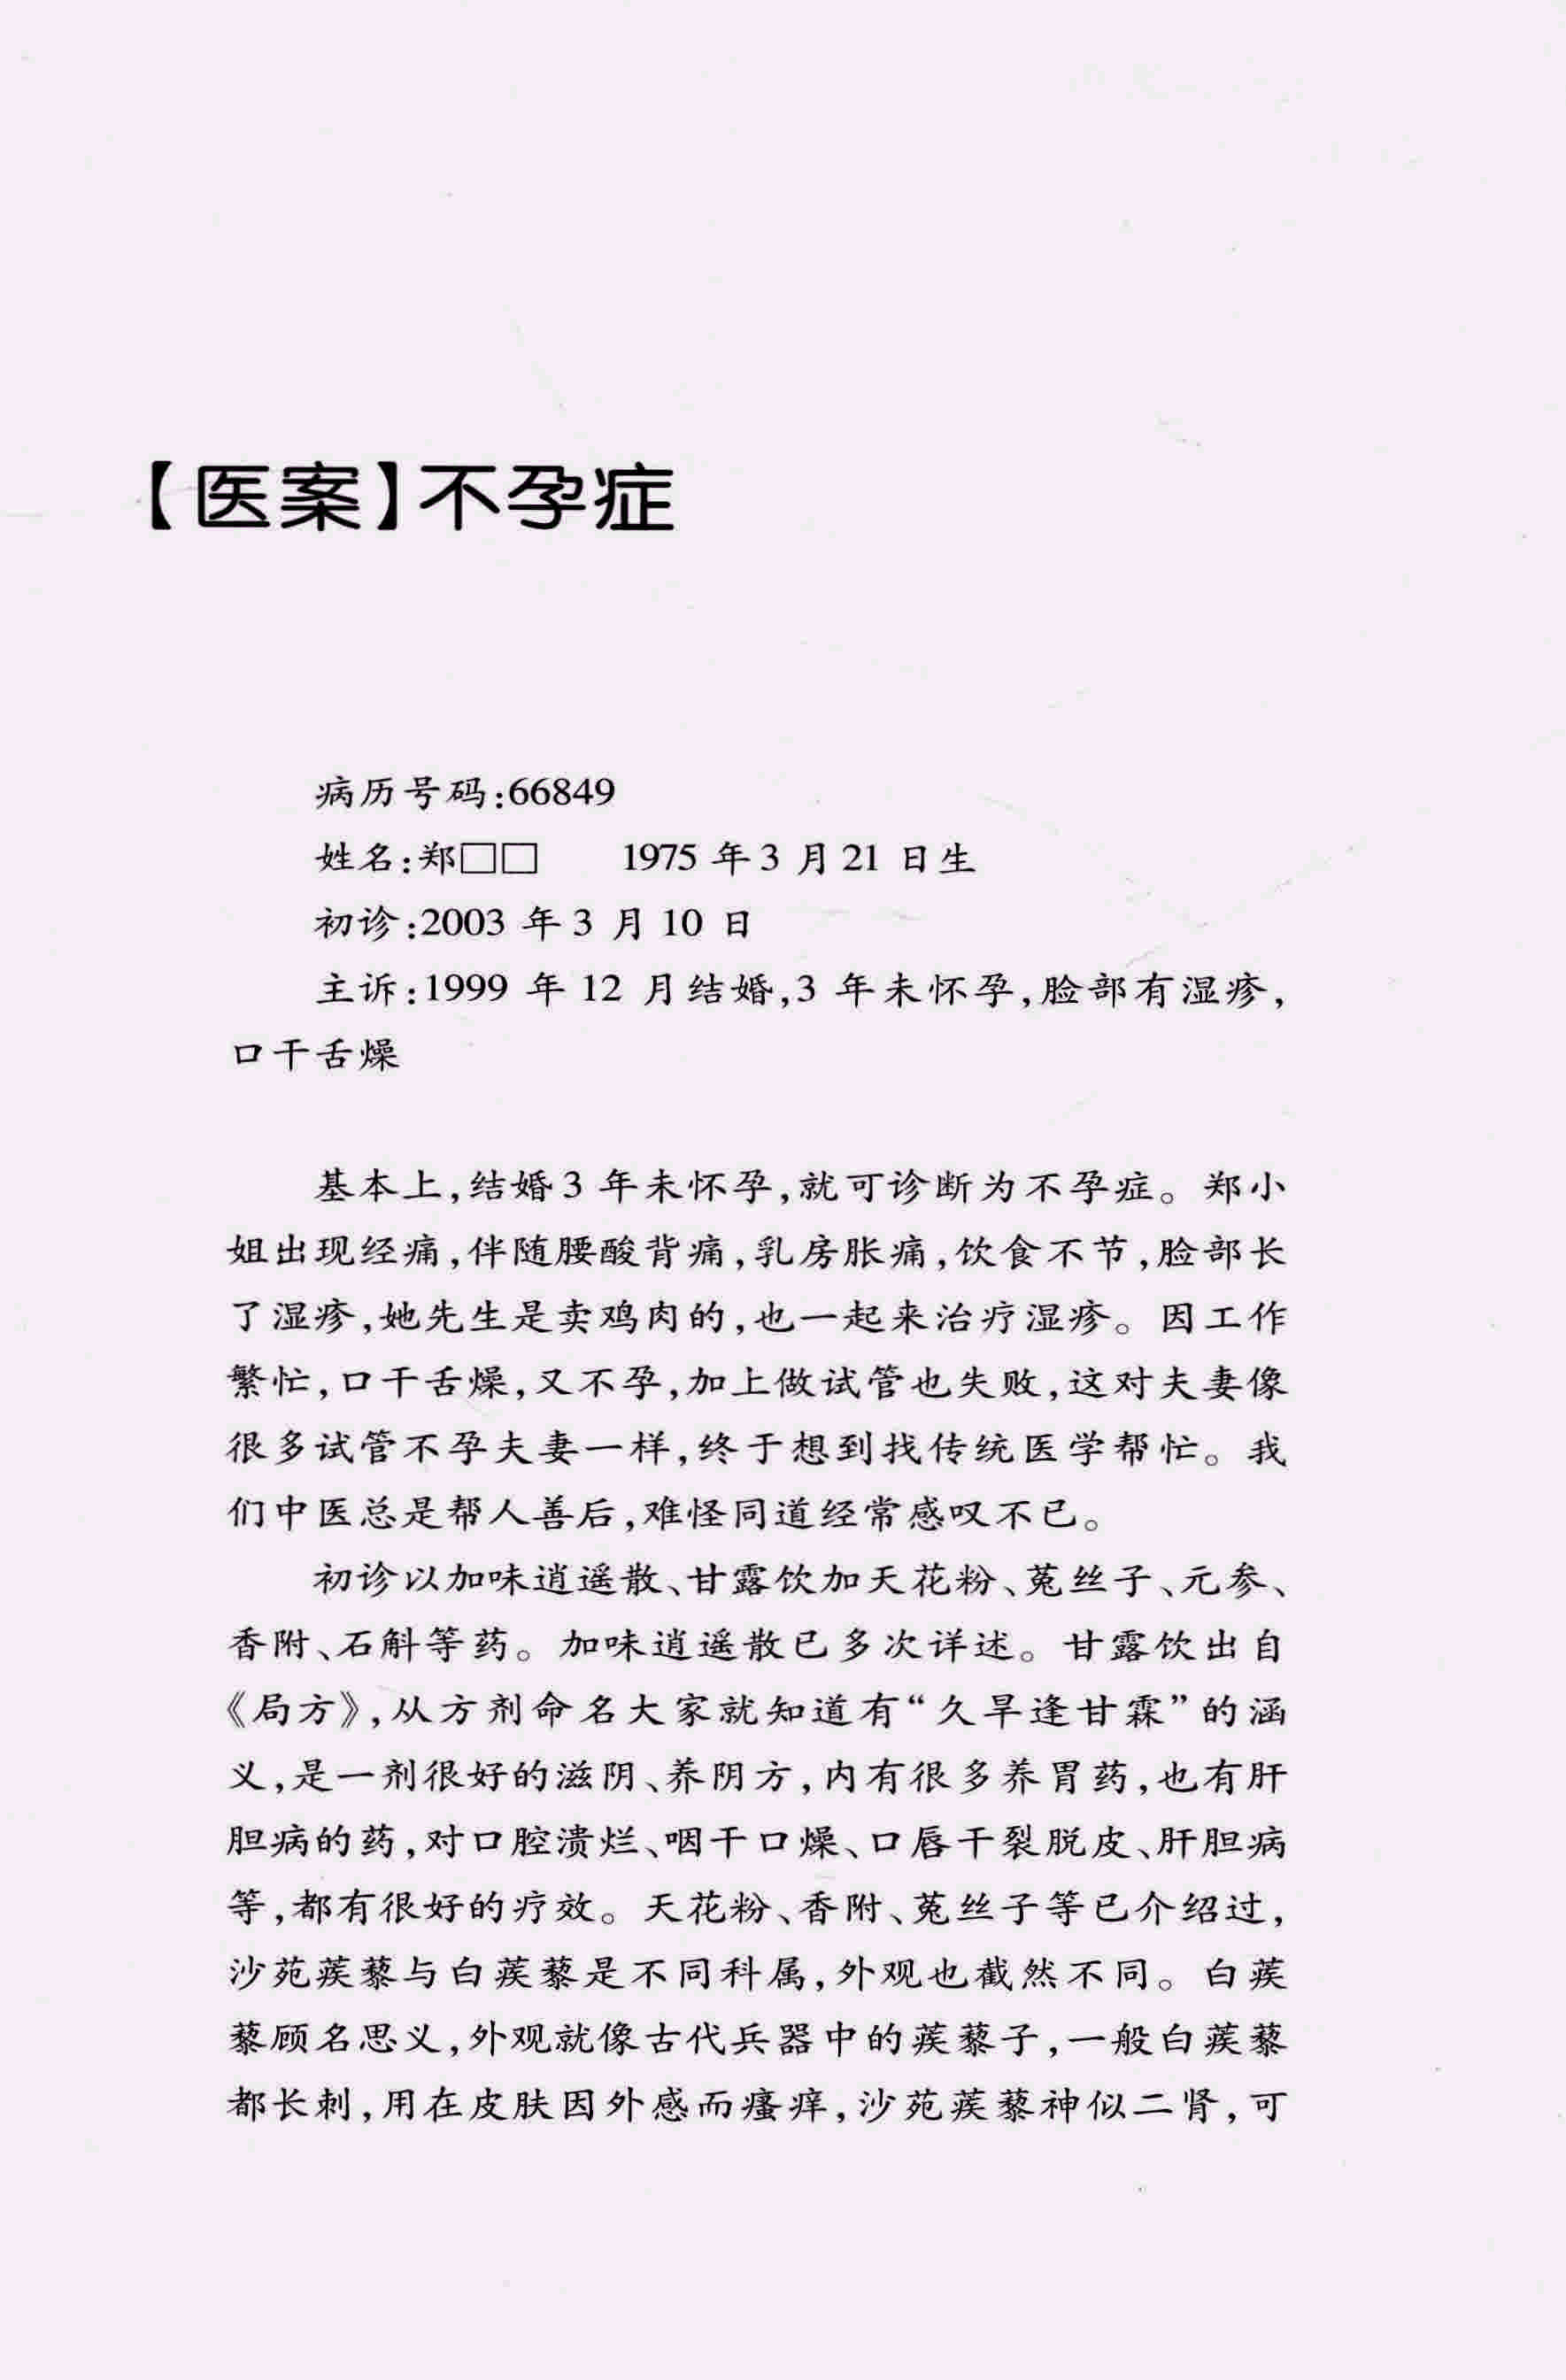 【医案】不孕症
病历号码:66849
姓名:郑□□ 1975 年 3 月 21 日生
初诊:2003 年 3 月 10 日
主诉:1999 年 12 月结婚,3 年未怀孕,脸部有湿疹,
口干舌燥
基本上,结婚 3 年未怀孕,就可诊断为不孕症。郑小
姐出现经痛,伴随腰酸背痛,乳房胀痛,饮食不节,脸部长
了湿疹,她先生是卖鸡肉的,也一起来治疗湿疹。因工作
繁忙,口干舌燥,又不孕,加上做试管也失败,这对夫妻像
很多试管不孕夫妻一样,终于想到找传统医学帮忙。我
们中医总是帮人善后,难怪同道经常感叹不已。
初诊以加味逍遥散、甘露饮加天花粉、菟丝子、元参、
香附、石斛等药。加味逍遥散已多次详述。甘露饮出自
《局方》,从方剂命名大家就知道有“久旱逢甘霖”的涵
义,是一剂很好的滋阴、养阴方,内有很多养胃药,也有肝
胆病的药,对口腔溃烂、咽干口燥、口唇干裂脱皮、肝胆病
等,都有很好的疗效。天花粉、香附、菟丝子等已介绍过,
沙苑蒺藜与白蒺藜是不同科属,外观也截然不同。白蒺
藜顾名思义,外观就像古代兵器中的蒺藜子,一般白蒺藜
都长刺,用在皮肤因外感而瘙痒,沙苑蒺藜神似二肾,可